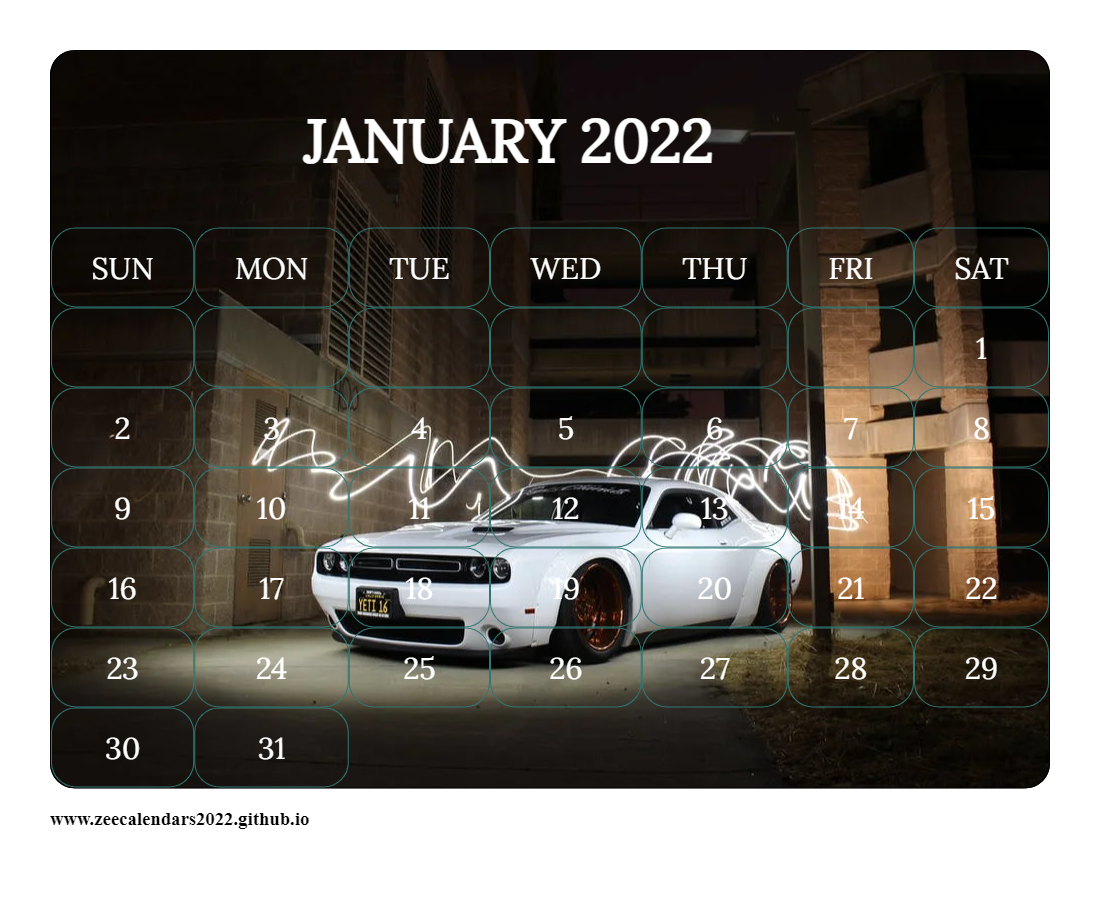 JANUARY 2022
SUN MON TUE WED THU FRI SAT
1
2 3 4 5 6 7 8
9 10 11 12 13 14 15
16 17 18 19 20 21 22
YETI 16
23 24 25 26 27 28 29
30 31
www.zeecalendars2022.github.io